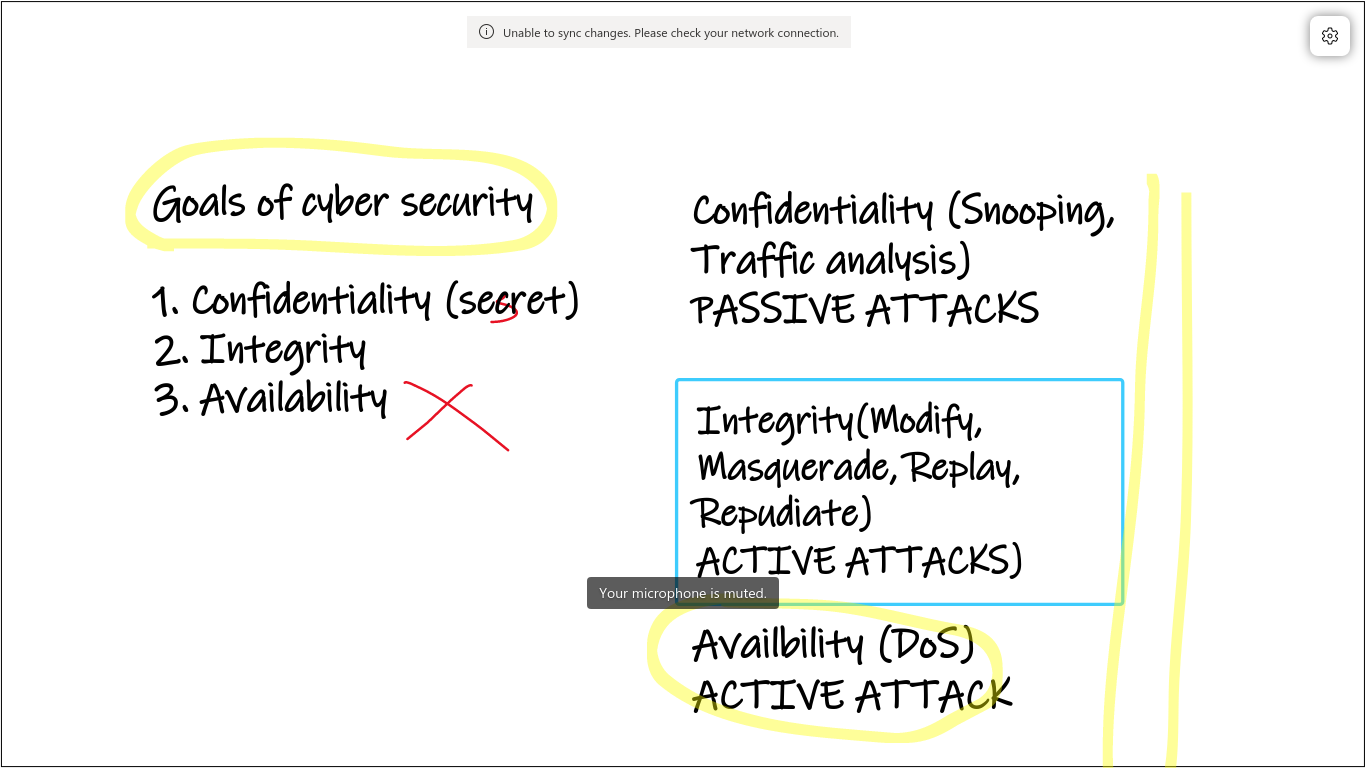 Unable to sync changes. Please check your network connection.
Goals of cyber security
1. Confidentiality (secret)
2. Integrity
3. Availability
Confidentiality (Snooping,
Traffic analysis)
PASSIVE ATTACKS
Integrity(Modify,
Masquerade, Replay,
Repudiate)
ACTIVE ATTACKS)
Your microphone is muted.
Availbility (DoS)
ACTIVE ATTACK